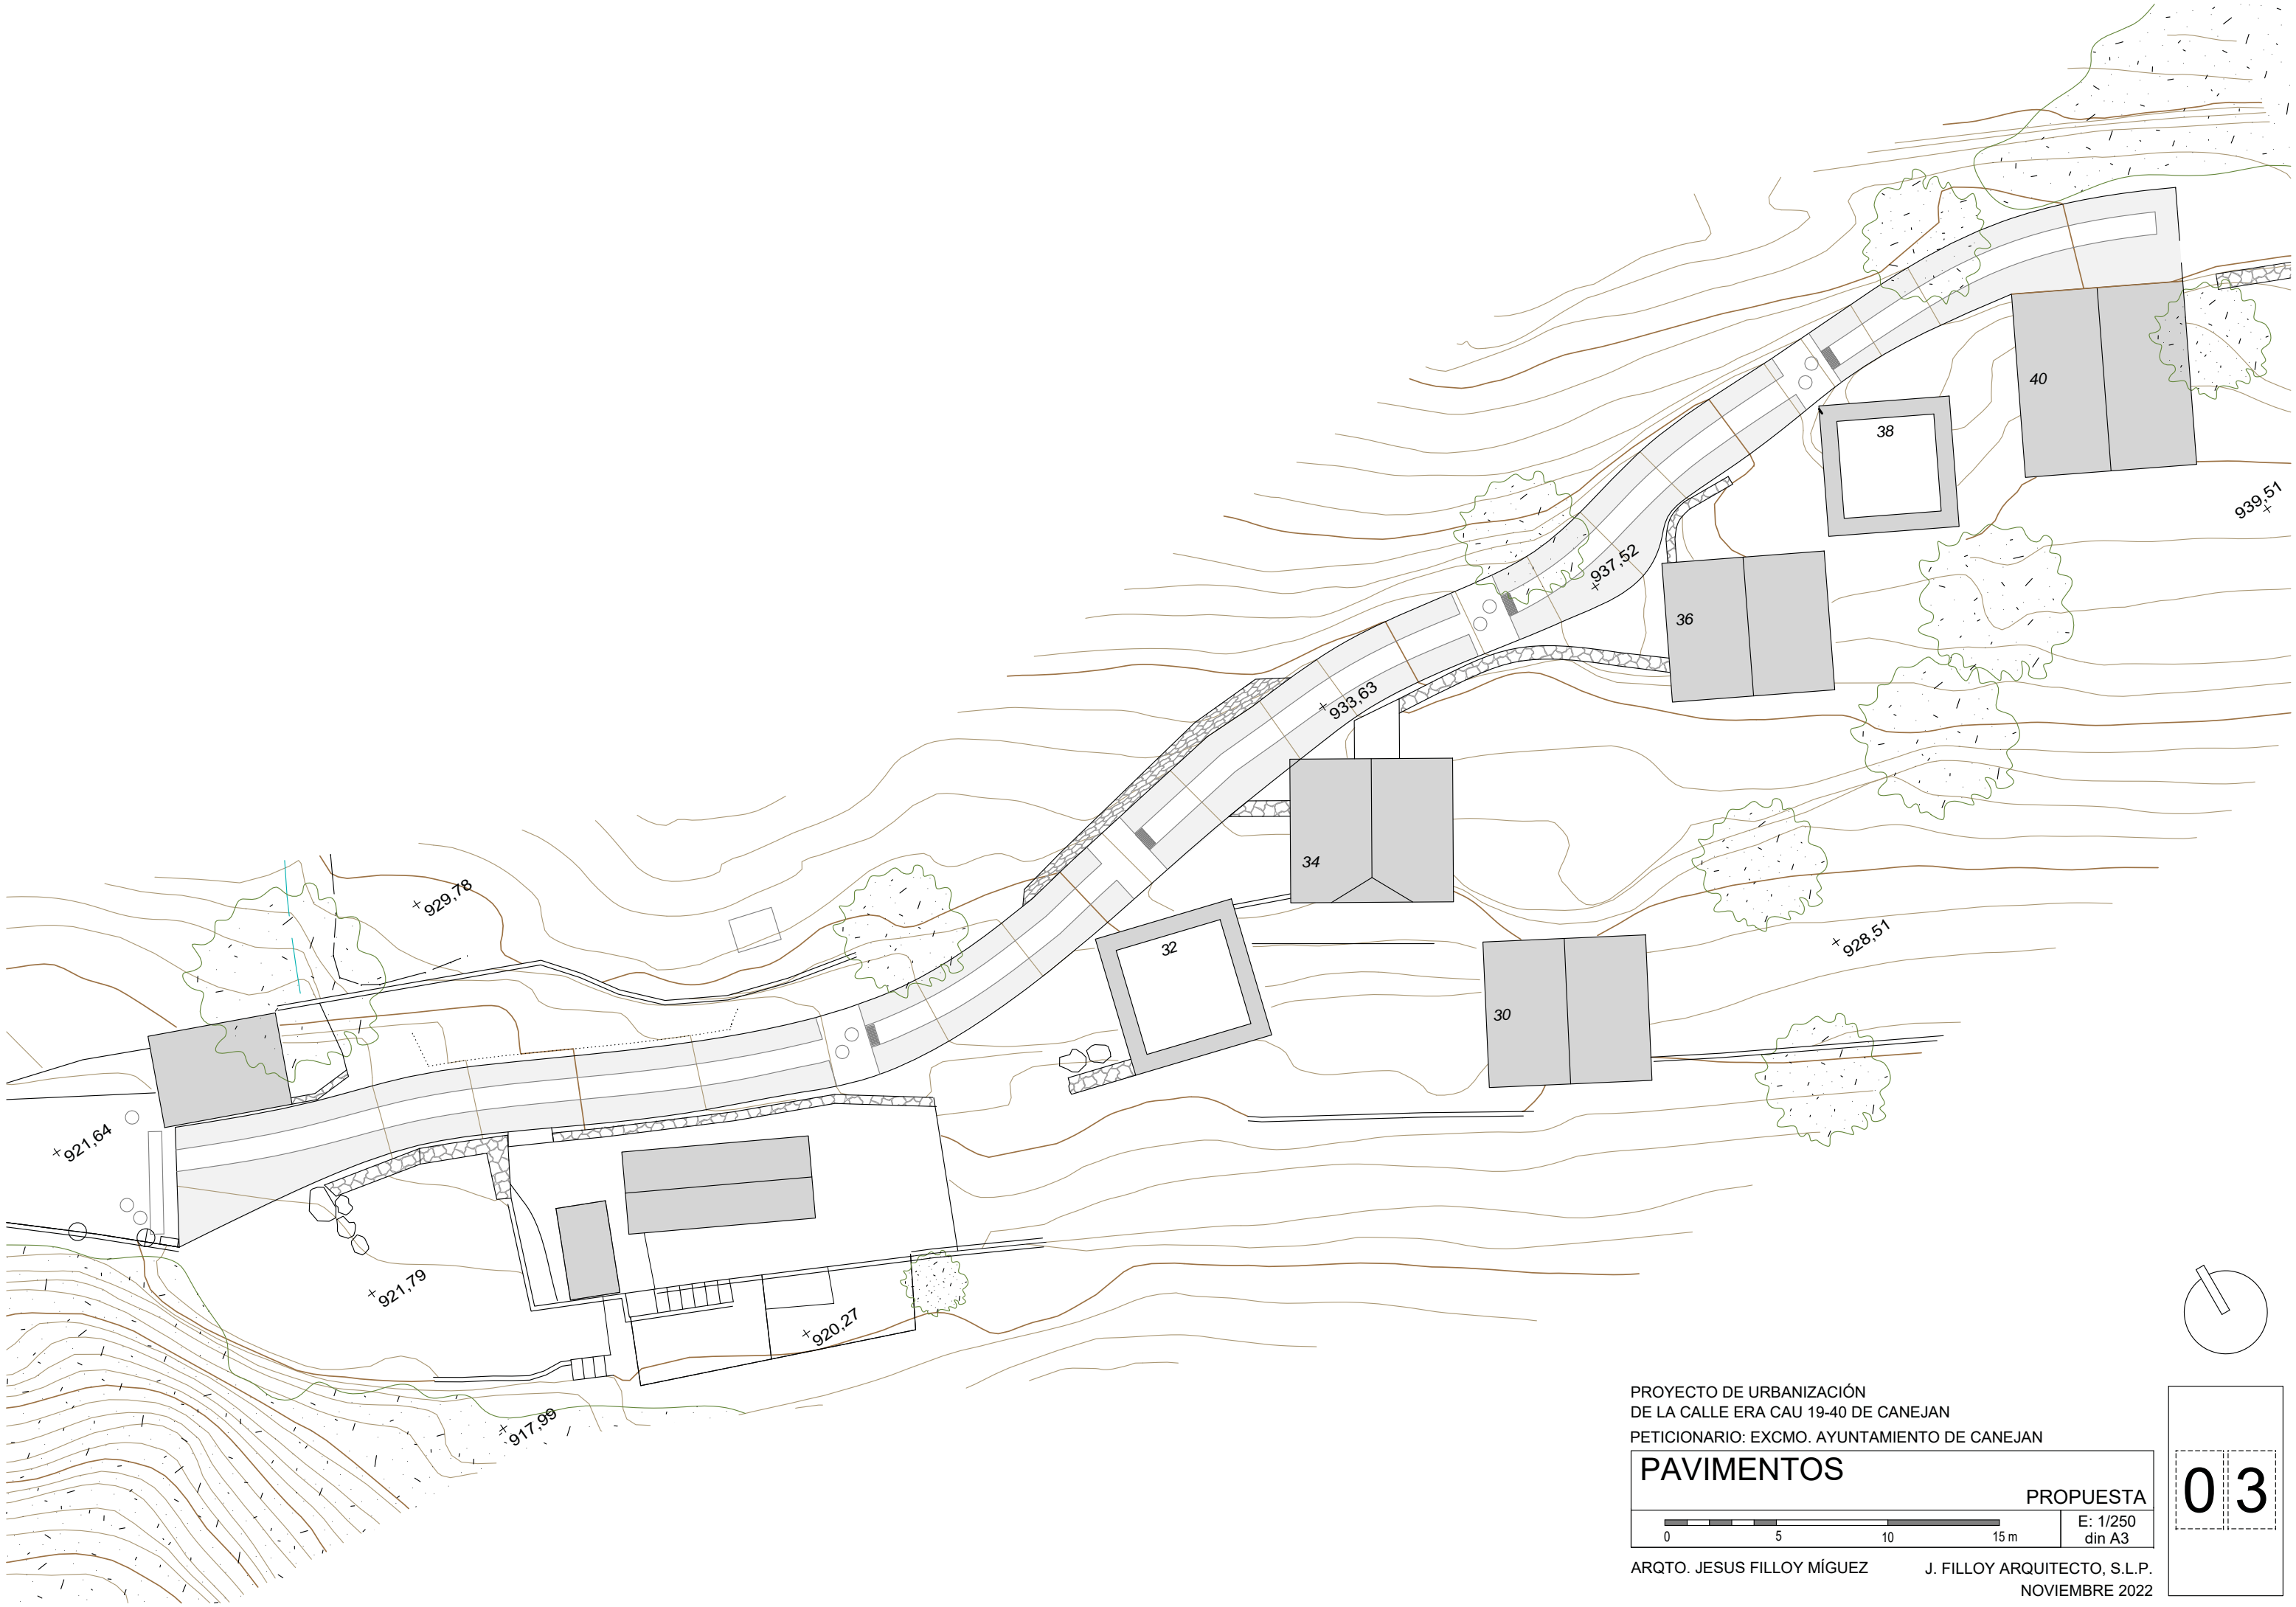 40
38
939,51
937,52
36
933,63
34
929,78
32
928,51
30
921,64
921,79
920,27
917,99
PROYECTO DE URBANIZACIÓN
DE LA CALLE ERA CAU 19-40 DE CANEJAN
PETICIONARIO: EXCMO. AYUNTAMIENTO DE CANEJAN
PAVIMENTOS
PROPUESTA
0 5 10 15 m
E: 1/250
din A3
ARQTO. JESUS FILLOY MÍGUEZ
J. FILLOY ARQUITECTO, S.L.P.
NOVIEMBRE 2022
03